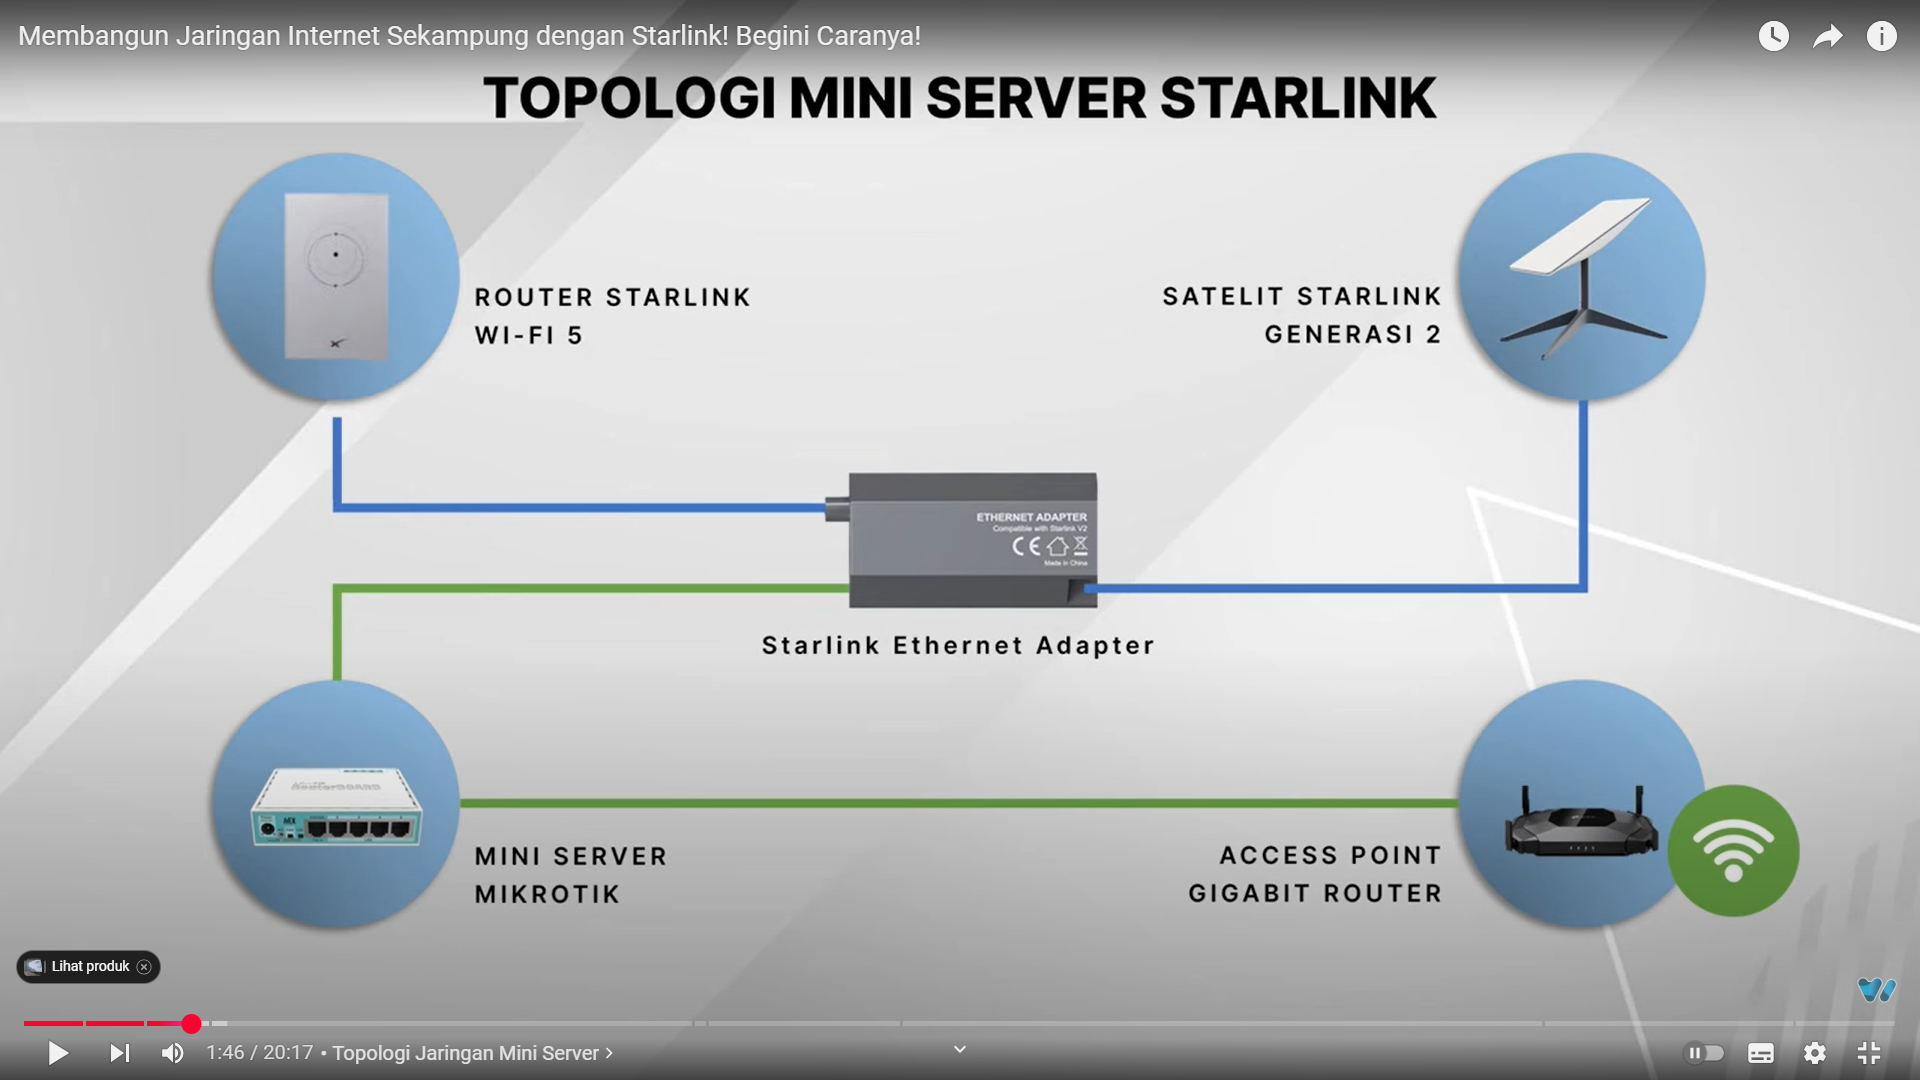 Membangun Jaringan Internet Sekampung dengan Starlink! Begini Caranya!
TOPOLOGI MINI SERVER STARLINK
ROUTER STARLINK
WI-FI 5
SATELIT STARLINK
GENERASI 2
ETHERNET ADAPTER
Compatible with Starlink V2
CE
Made in China
Starlink Ethernet Adapter
MINI SERVER
MIKROTIK
ACCESS POINT
GIGABIT ROUTER
Lihat produk
1:46 / 20:17 • Topologi Jaringan Mini Server